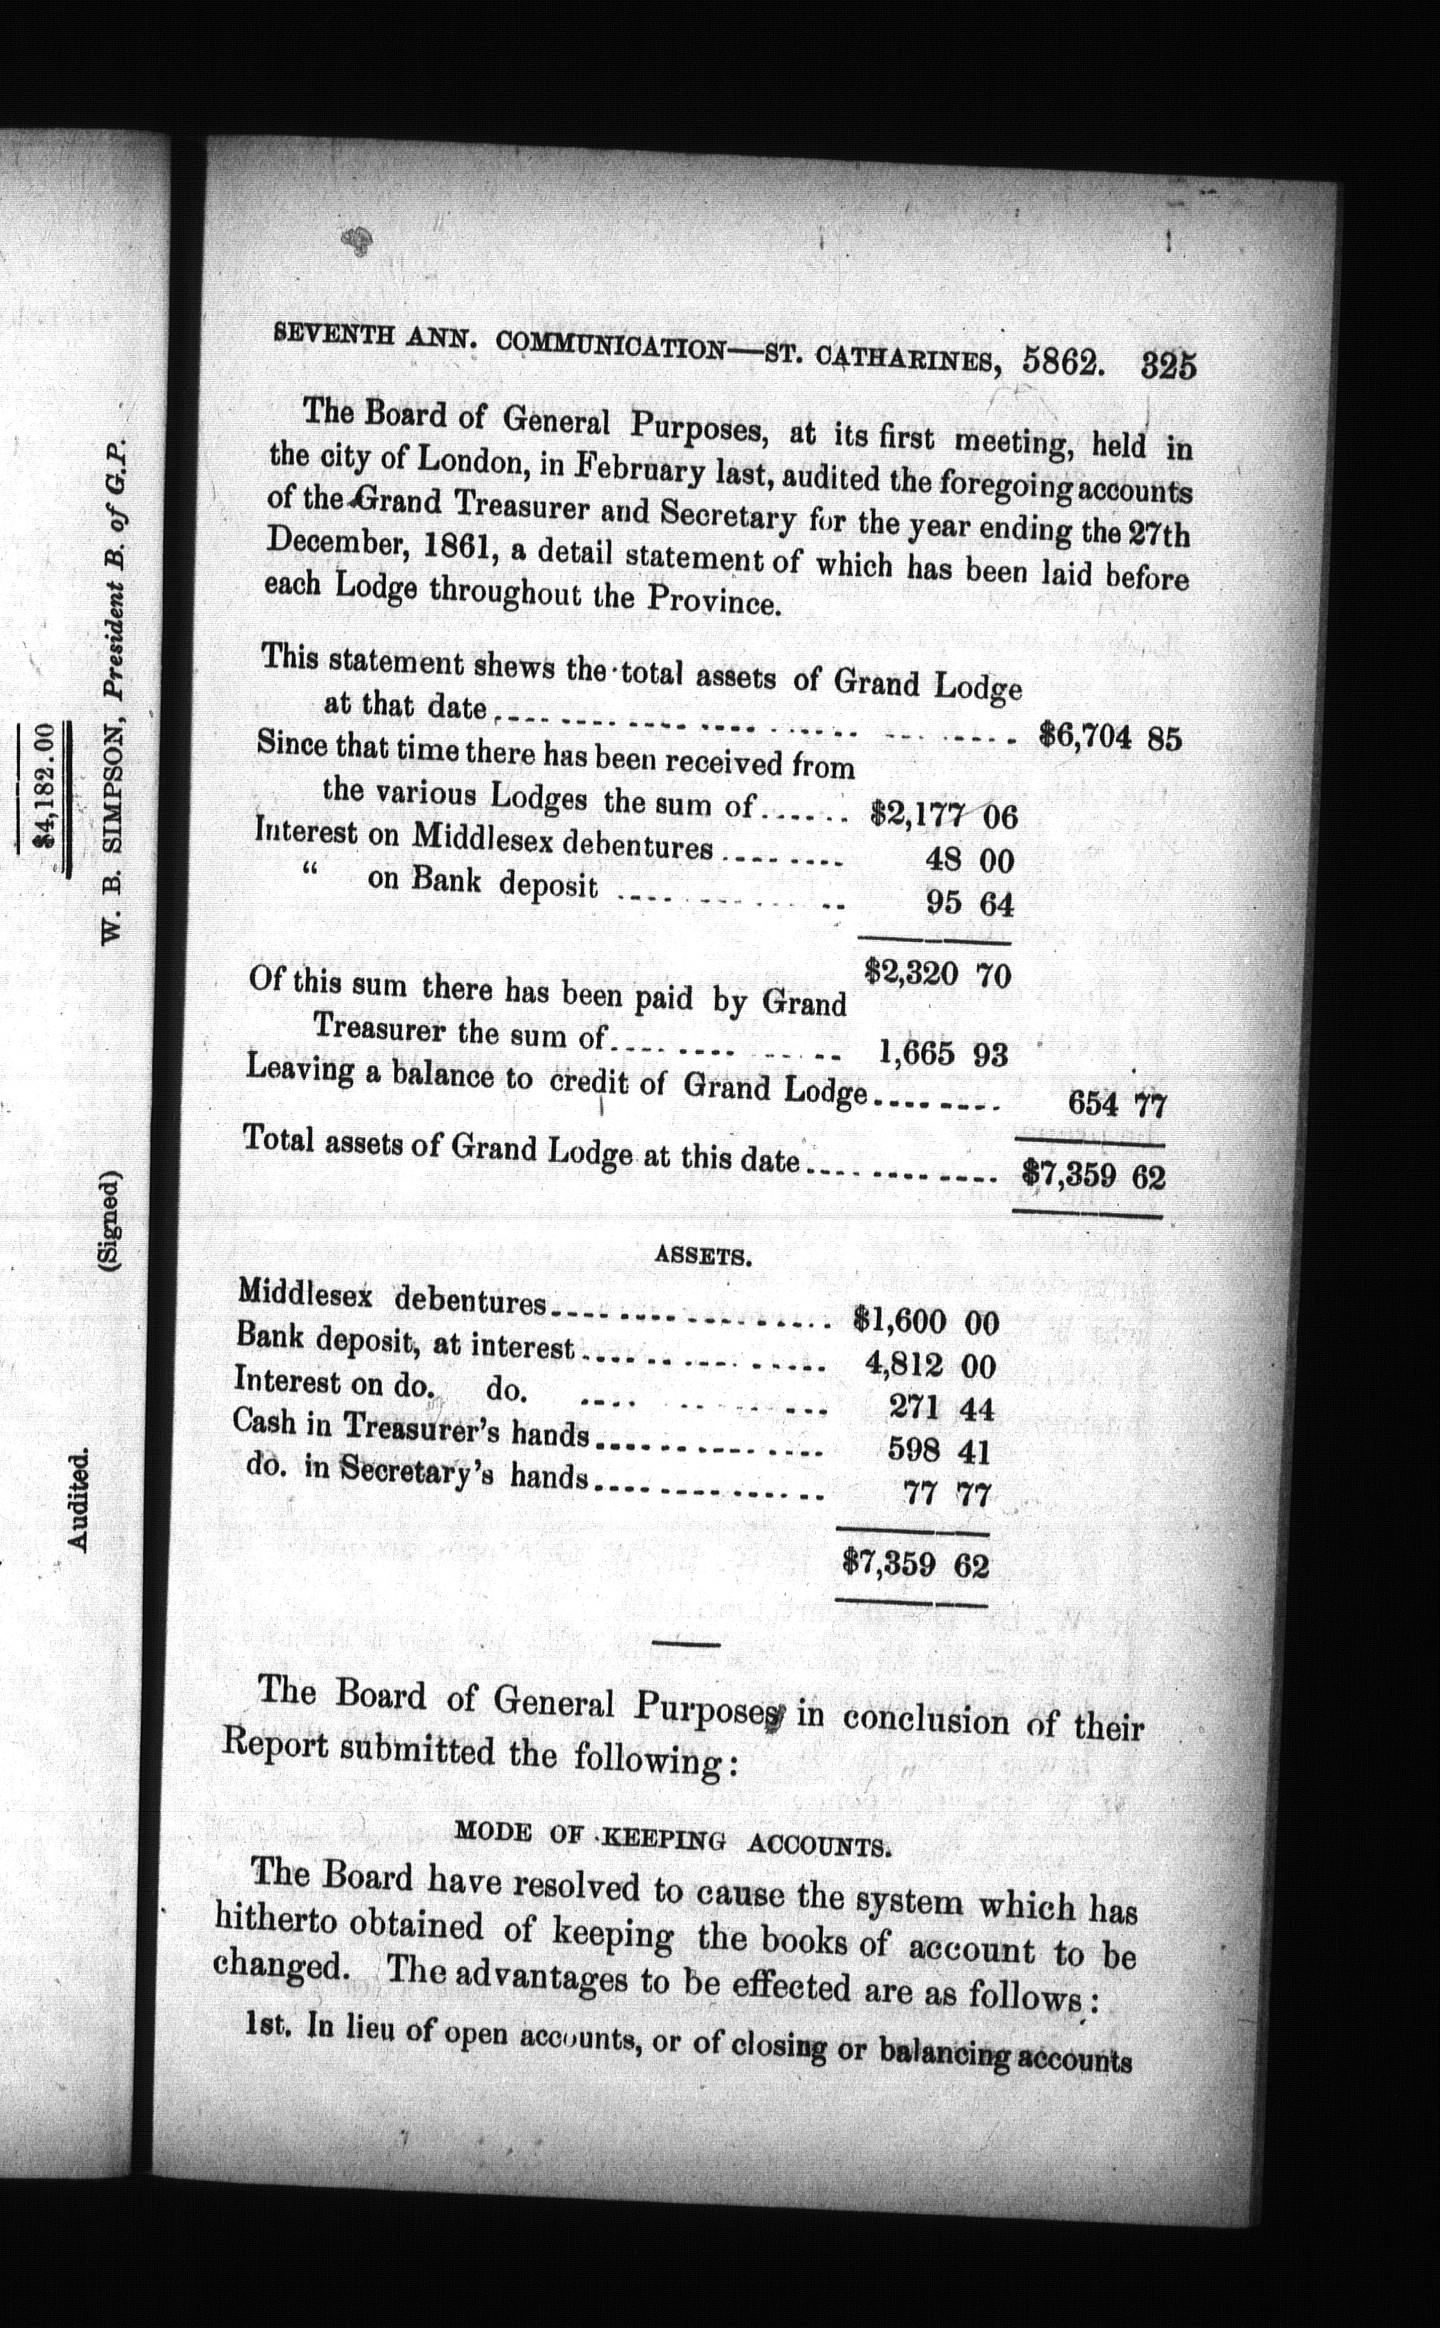 $4,182.00
W. B. SIMPSON, President B. of G.P.
(Signed)
Audited.
SEVENTH ANN. COMMUNICATION—ST. CATHARINES, 5862. 325
The Board of General Purposes, at its first meeting, held in
the city of London, in February last, audited the foregoing accounts
of the Grand Treasurer and Secretary for the year ending the 27th
December, 1861, a detail statement of which has been laid before
each Lodge throughout the Province.
This statement shews the total assets of Grand Lodge
at that date.... .... .... .... .... .... .... $6,704 85
Since that time there has been received from
the various Lodges the sum of...... $2,177 06
Interest on Middlesex debentures........ 48 00
“ on Bank deposit .... .... .... .. 95 64
$2,320 70
Of this sum there has been paid by Grand
Treasurer the sum of.... .... .... .. 1,665 93
Leaving a balance to credit of Grand Lodge........ 654 77
Total assets of Grand Lodge at this date............ $7,359 62
ASSETS.
Middlesex debentures.... .... .... .... $1,600 00
Bank deposit, at interest.... .... .... .... 4,812 00
Interest on do. do. .... .... .... 271 44
Cash in Treasurer's hands.... .... .... .... 598 41
do. in Secretary's hands.... .... .... .. 77 77
$7,359 62
The Board of General Purposes in conclusion of their
Report submitted the following:
MODE OF KEEPING ACCOUNTS.
The Board have resolved to cause the system which has
hitherto obtained of keeping the books of account to be
changed. The advantages to be effected are as follows:
1st. In lieu of open accounts, or of closing or balancing accounts